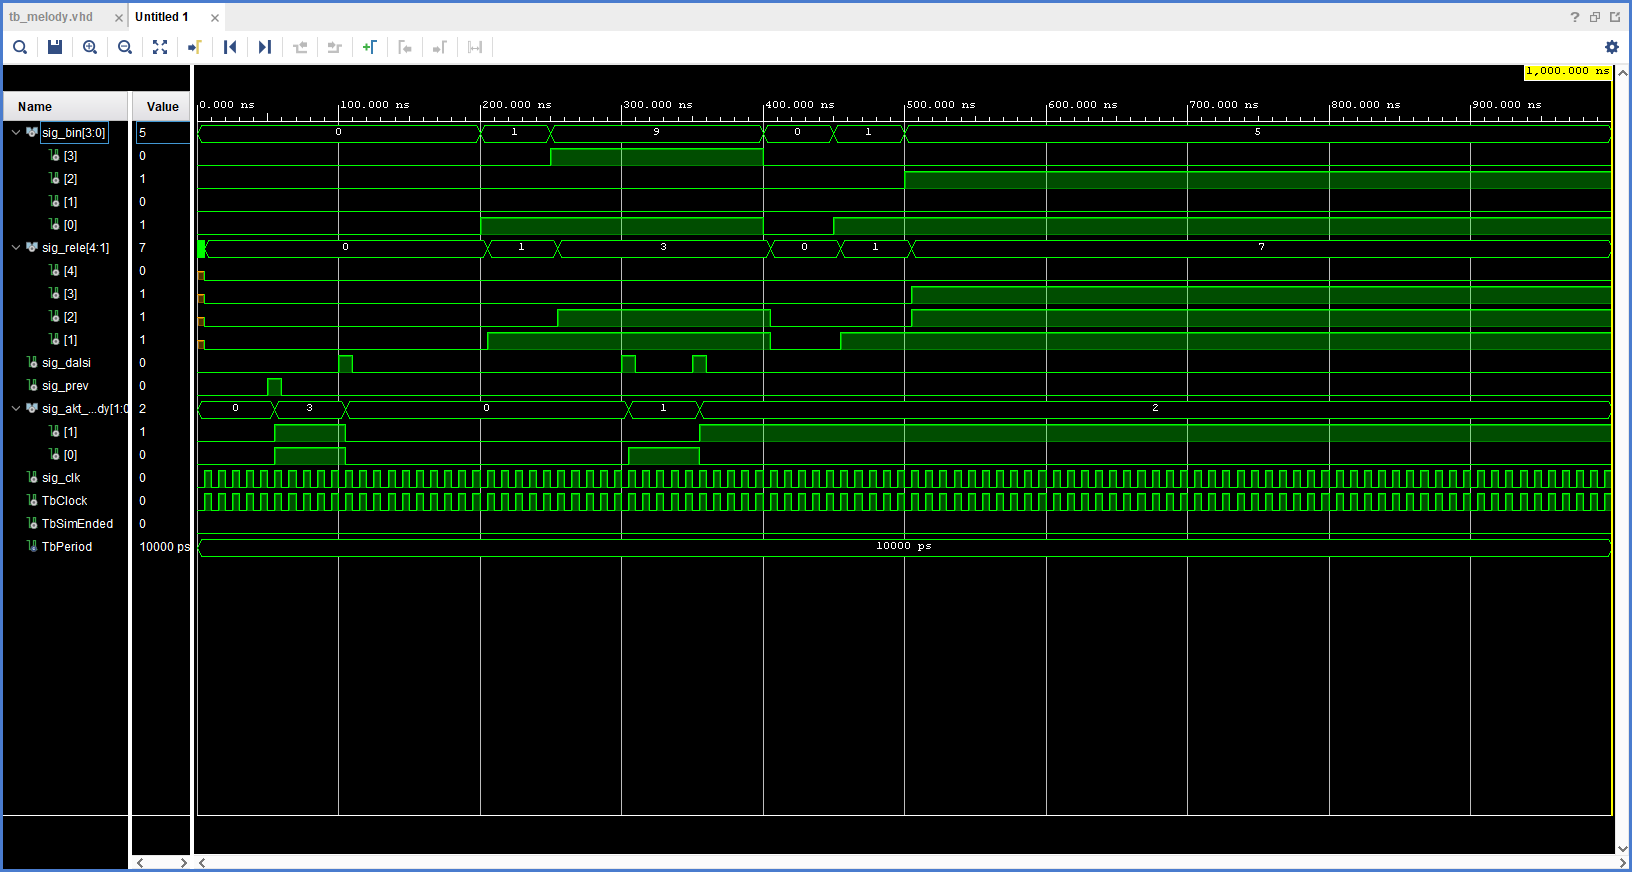 tb_melody.vhd × Untitled 1 ×
?
1,000.000 ns
Name Value
0.000 ns 100.000 ns 200.000 ns 300.000 ns 400.000 ns 500.000 ns 600.000 ns 700.000 ns 800.000 ns 900.000 ns
sig_bin[3:0] 5 0 1 9 0 1 5
[3] 0
[2] 1
[1] 0
[0] 1
sig_rele[4:1] 7 0 1 3 0 1 7
[4] 0
[3] 1
[2] 1
[1] 1
sig_dalsi 0
sig_prev 0
sig_akt_...dy[1:0 2 0 3 0 1 2
[1] 1
[0] 0
sig_clk 0
TbClock 0
TbSimEnded 0
TbPeriod 10000 ps 10000 ps